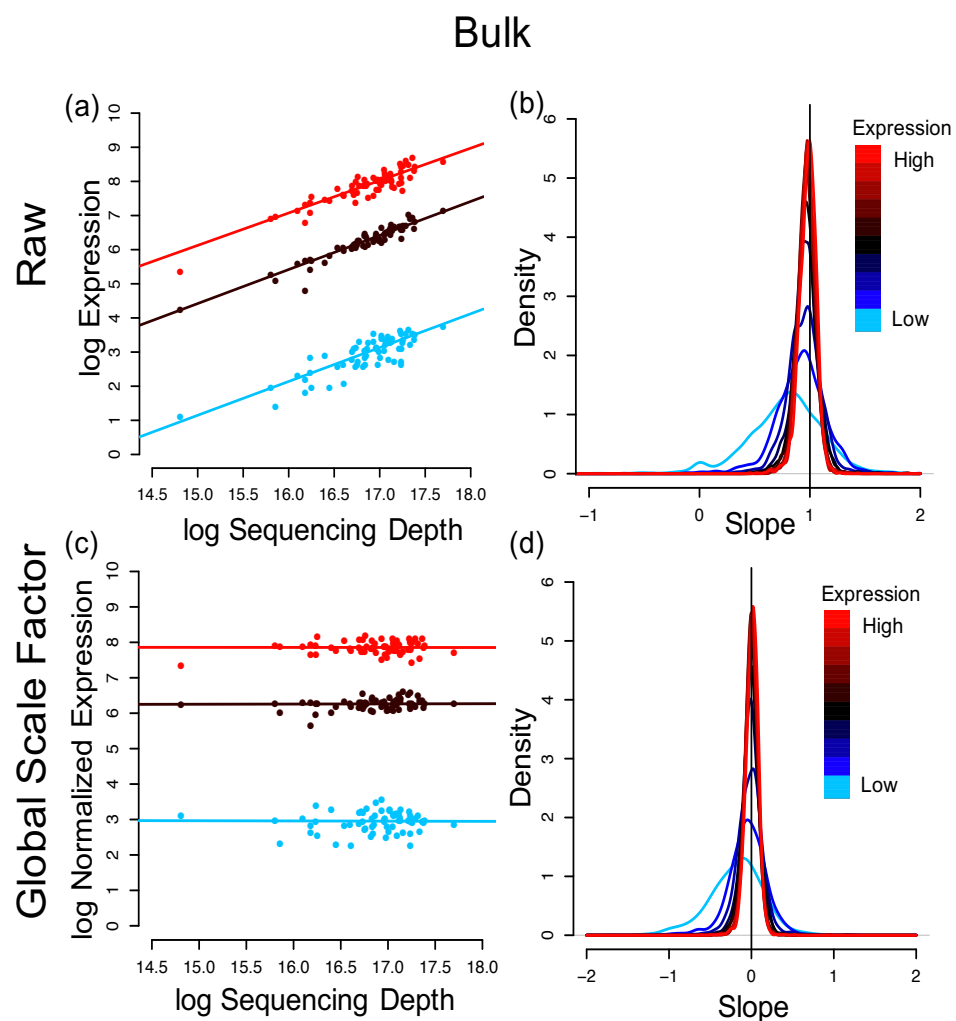 Bulk
Raw
(a)
log Expression
0 1 2 3 4 5 6 7 8 9 10
14.5 15.0 15.5 16.0 16.5 17.0 17.5 18.0
log Sequencing Depth
(b)
Density
0 1 2 3 4 5 6
−1 0 1 2
Slope
Expression
High
Low
Global Scale Factor
(c)
log Normalized Expression
0 1 2 3 4 5 6 7 8 9 10
14.5 15.0 15.5 16.0 16.5 17.0 17.5 18.0
log Sequencing Depth
(d)
Density
0 1 2 3 4 5 6
−2 −1 0 1 2
Slope
Expression
High
Low